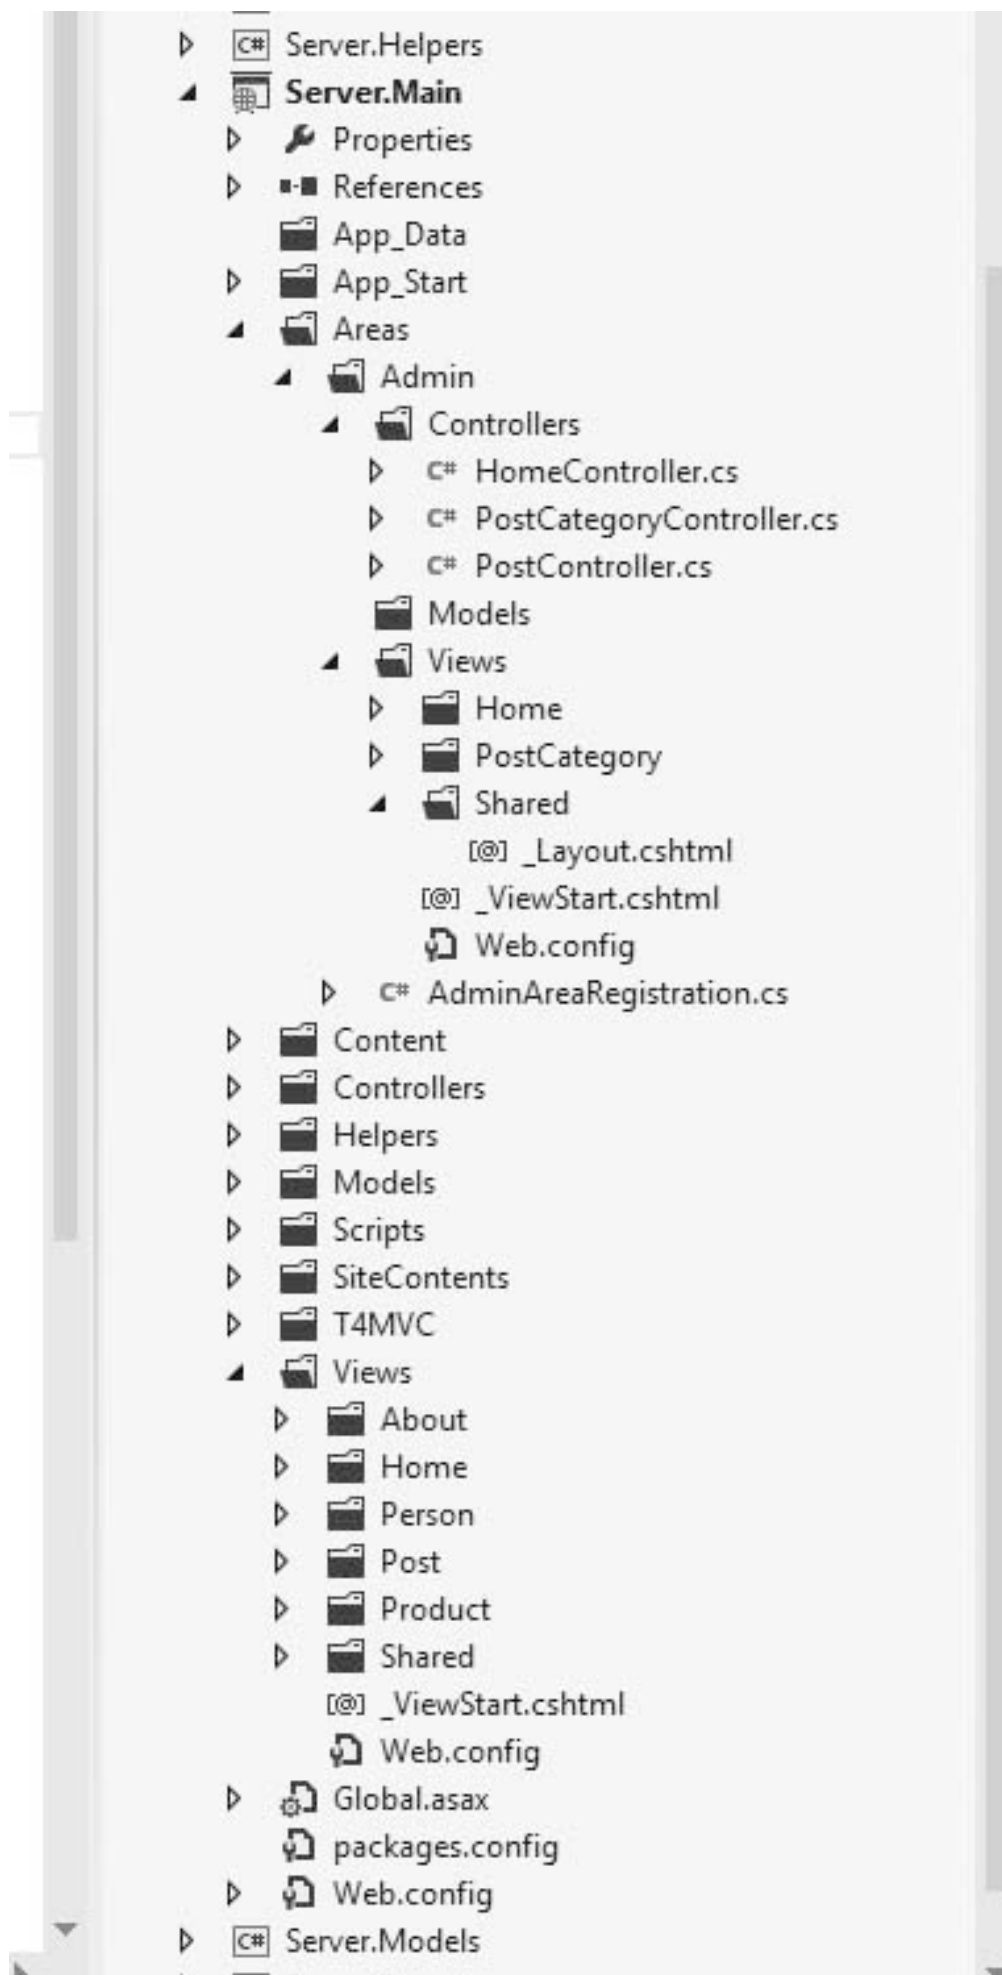 C# Server.Helpers
Server.Main
Properties
References
App_Data
App_Start
Areas
Admin
Controllers
C# HomeController.cs
C# PostCategoryController.cs
C# PostController.cs
Models
Views
Home
PostCategory
Shared
[@] _Layout.cshtml
[@] _ViewStart.cshtml
Web.config
C# AdminAreaRegistration.cs
Content
Controllers
Helpers
Models
Scripts
SiteContents
T4MVC
Views
About
Home
Person
Post
Product
Shared
[@] _ViewStart.cshtml
Web.config
Global.asax
packages.config
Web.config
C# Server.Models